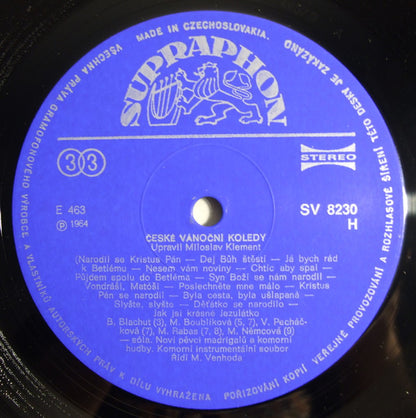 MADE IN CZECHOSLOVAKIA.
VŠECHNA PRÁVA GRAMOFONOVÉHO VÝROBCE A VLASTNÍKŮ AUTORSKÝCH PRÁV K DÍLU VYHRAŽENA. POŘIZOVÁNÍ KOPIÍ VEŘEJNÉ PROVOZOVÁNÍ A ROZHLASOVÉ ŠÍŘENÍ TÉTO DESKY JE ZAKÁZÁNO
SUPRAPHON
33
STEREO
E 463
Ⓟ 1964
SV 8230
H
ČESKÉ VÁNOČNÍ KOLEDY
Upravil Miloslav Klement
(Narodil se Kristus Pán — Dej Bůh štěstí — Já bych rád
k Betlému — Nesem vám noviny — Chtíc aby spal —
Půjdem spolu do Betléma — Syn Boží se nám narodil —
Vondráši, Matóši — Poslechněte mne málo — Kristus
Pán se narodil — Byla cesta, byla ušlapaná —
Slyšte, slyšte — Děťátko se narodilo —
Jak jsi krásné Jezulátko
B. Blachut (3), M. Boublíková (5, 7), V. Pecháč-
ková (7), M. Rabas (7, 8), M. Němcová (9)
— sóla. Noví pěvci madrigalů a komorní
hudby. Komorní instrumentální soubor
Řídí M. Venhoda